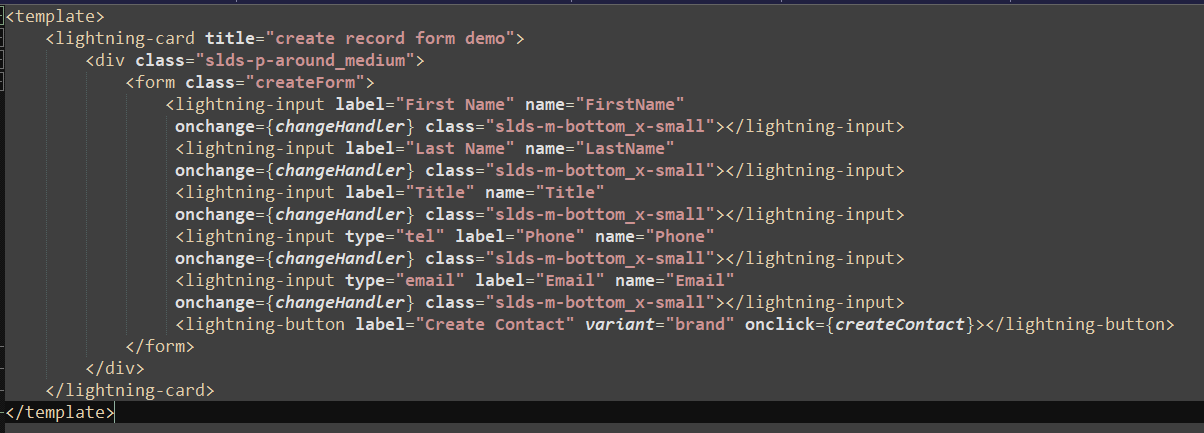 <template>
<lightning-card title="create record form demo">
<div class="slds-p-around_medium">
<form class="createForm">
<lightning-input label="First Name" name="FirstName"
onchange={changeHandler} class="slds-m-bottom_x-small"></lightning-input>
<lightning-input label="Last Name" name="LastName"
onchange={changeHandler} class="slds-m-bottom_x-small"></lightning-input>
<lightning-input label="Title" name="Title"
onchange={changeHandler} class="slds-m-bottom_x-small"></lightning-input>
<lightning-input type="tel" label="Phone" name="Phone"
onchange={changeHandler} class="slds-m-bottom_x-small"></lightning-input>
<lightning-input type="email" label="Email" name="Email"
onchange={changeHandler} class="slds-m-bottom_x-small"></lightning-input>
<lightning-button label="Create Contact" variant="brand" onclick={createContact}></lightning-button>
</form>
</div>
</lightning-card>
</template>